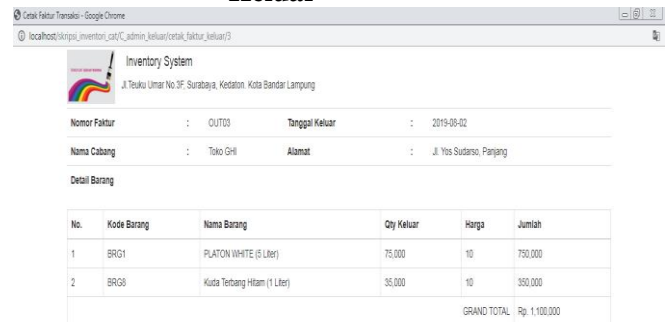 Cetak Faktur Transaksi - Google Chrome
localhost/skripsi_inventori_cat/C_admin_keluar/cetak_faktur_keluar/3
Inventory System
Jl.Teuku Umar No.3F, Surabaya, Kedaton. Kota Bandar Lampung
Nomor Faktur : OUT03 Tanggal Keluar : 2019-08-02
Nama Cabang : Toko GHI Alamat : Jl. Yos Sudarso, Panjang
Detail Barang
No. Kode Barang Nama Barang Qty Keluar Harga Jumlah
1 BRG1 PLATON WHITE (5 Liter) 75,000 10 750,000
2 BRG8 Kuda Terbang Hitam (1 Liter) 35,000 10 350,000
GRAND TOTAL Rp. 1,100,000